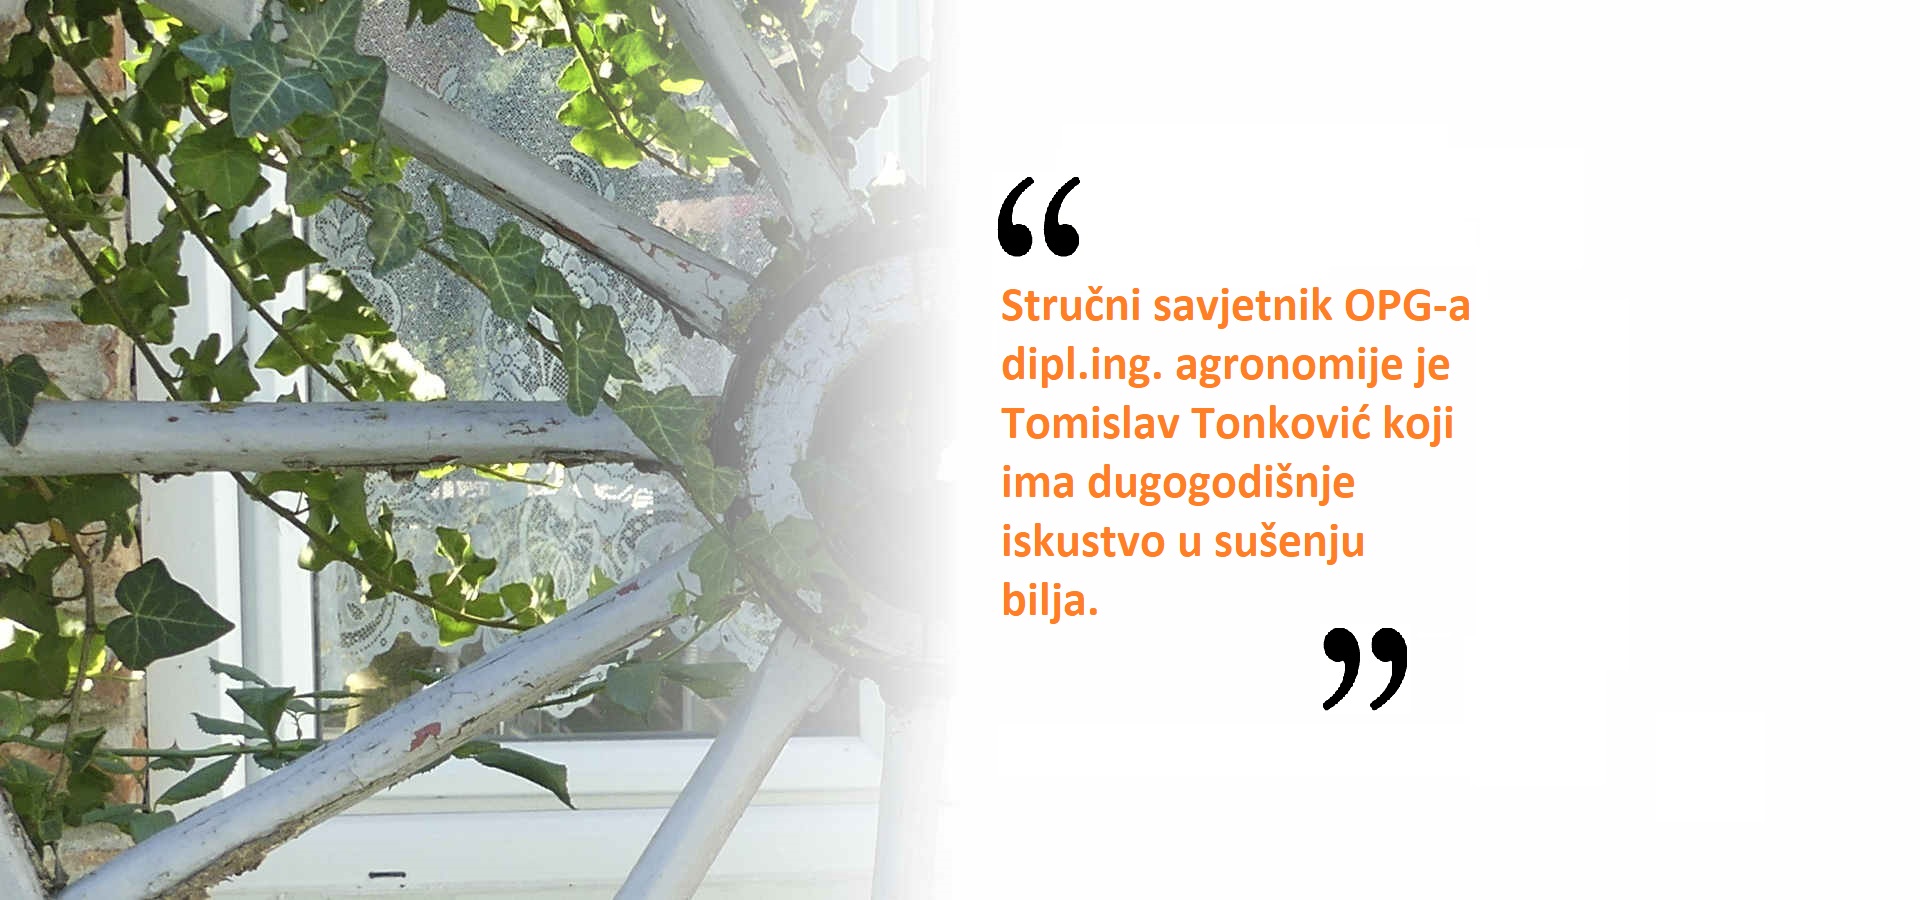 “
Stručni savjetnik OPG-a
dipl.ing. agronomije je
Tomislav Tonković koji
ima dugogodišnje
iskustvo u sušenju
bilja.
”